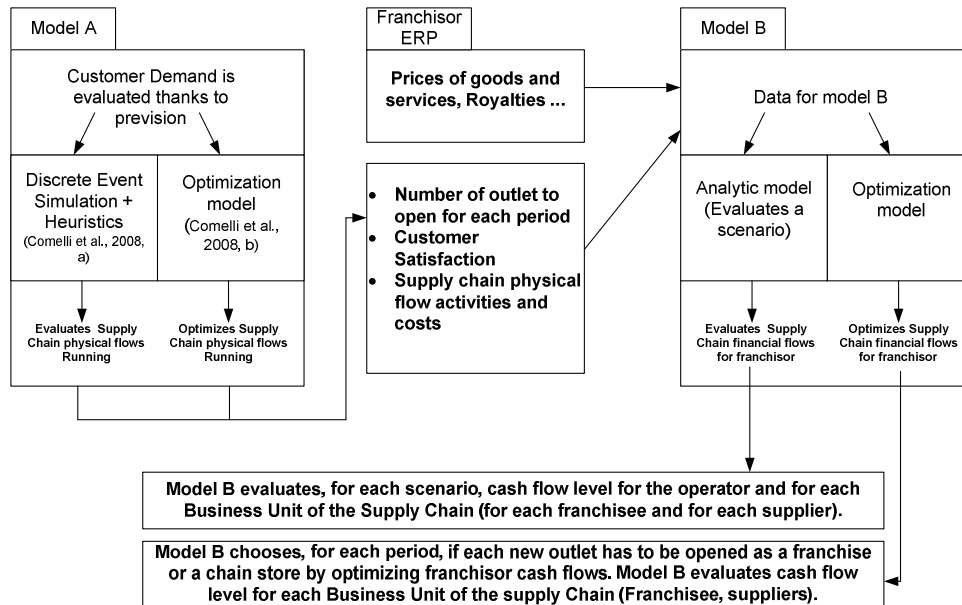 Model A
Customer Demand is
evaluated thanks to
prevision
Discrete Event
Simulation +
Heuristics
(Comelli et al., 2008,
a)
Optimization
model
(Comelli et al.,
2008, b)
Evaluates Supply
Chain physical flows
Running
Optimizes Supply
Chain physical flows
Running
Franchisor
ERP
Prices of goods and
services, Royalties ...
• Number of outlet to
open for each period
• Customer
Satisfaction
• Supply chain physical
flow activities and
costs
Model B
Data for model B
Analytic model
(Evaluates a
scenario)
Optimization
model
Evaluates Supply
Chain financial flows
for franchisor
Optimizes Supply
Chain financial flows
for franchisor
Model B evaluates, for each scenario, cash flow level for the operator and for each
Business Unit of the Supply Chain (for each franchisee and for each supplier).
Model B chooses, for each period, if each new outlet has to be opened as a franchise
or a chain store by optimizing franchisor cash flows. Model B evaluates cash flow
level for each Business Unit of the supply Chain (Franchisee, suppliers).